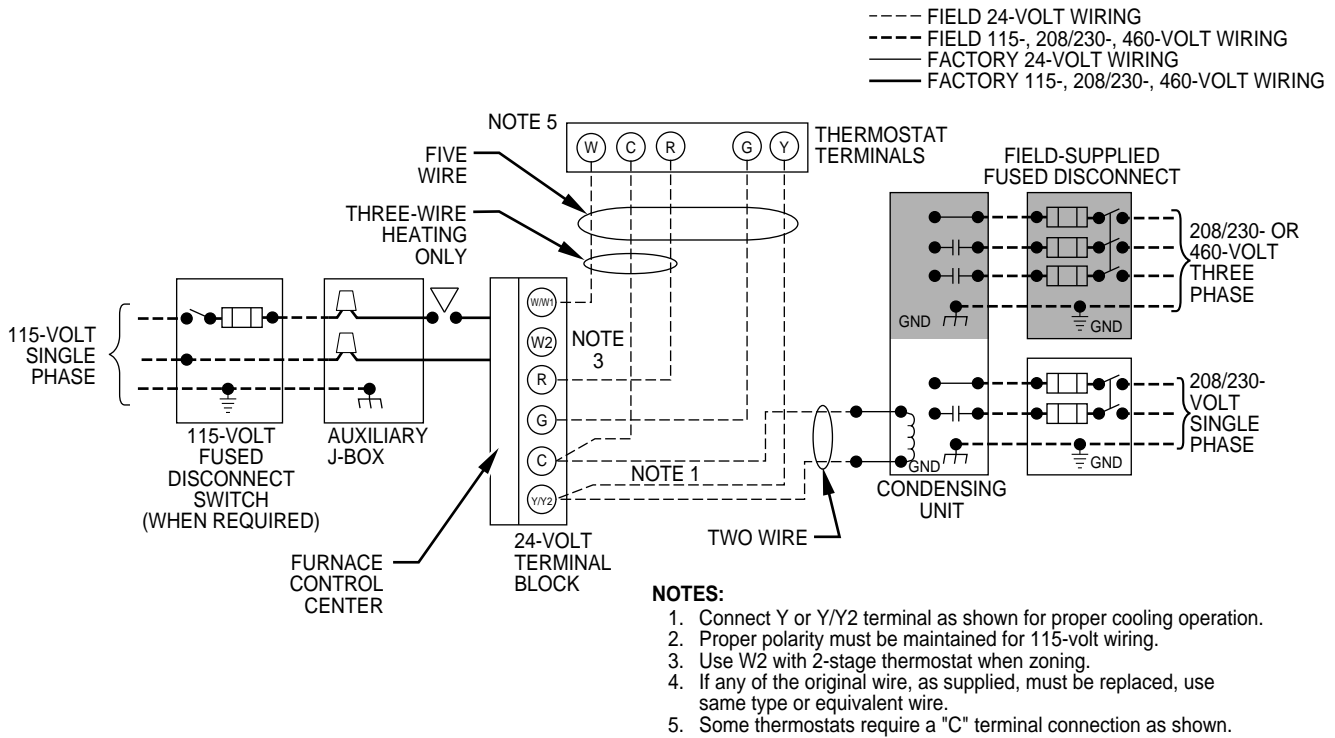 FIELD 24-VOLT WIRING
FIELD 115-, 208/230-, 460-VOLT WIRING
FACTORY 24-VOLT WIRING
FACTORY 115-, 208/230-, 460-VOLT WIRING
NOTE 5
W
C
R
G
Y
THERMOSTAT
TERMINALS
FIVE
WIRE
THREE-WIRE
HEATING
ONLY
FIELD-SUPPLIED
FUSED DISCONNECT
208/230- OR
460-VOLT
THREE
PHASE
GND
GND
115-VOLT
SINGLE
PHASE
W/W1
W2
R
G
C
Y/Y2
NOTE
3
NOTE 1
208/230-
VOLT
SINGLE
PHASE
GND
GND
CONDENSING
UNIT
115-VOLT
FUSED
DISCONNECT
SWITCH
(WHEN REQUIRED)
AUXILIARY
J-BOX
TWO WIRE
FURNACE
CONTROL
CENTER
24-VOLT
TERMINAL
BLOCK
NOTES:
1. Connect Y or Y/Y2 terminal as shown for proper cooling operation.
2. Proper polarity must be maintained for 115-volt wiring.
3. Use W2 with 2-stage thermostat when zoning.
4. If any of the original wire, as supplied, must be replaced, use
same type or equivalent wire.
5. Some thermostats require a "C" terminal connection as shown.